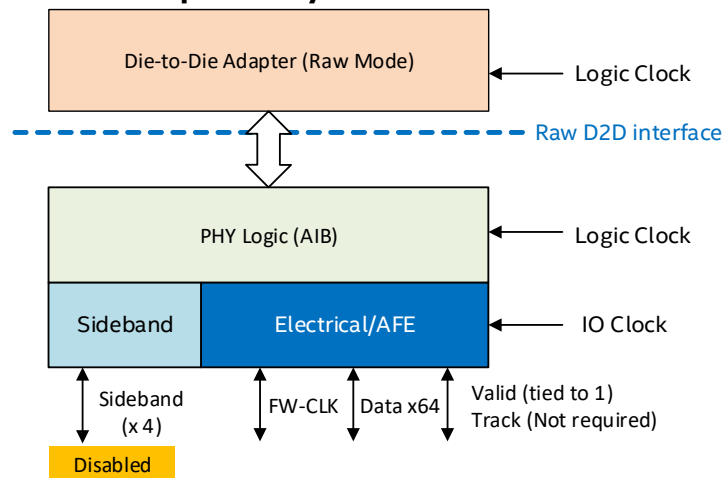 Die-to-Die Adapter (Raw Mode)
Logic Clock
Raw D2D interface
PHY Logic (AIB)
Logic Clock
Sideband
Electrical/AFE
IO Clock
Sideband
(x 4)
FW-CLK
Data x64
Valid (tied to 1)
Track (Not required)
Disabled